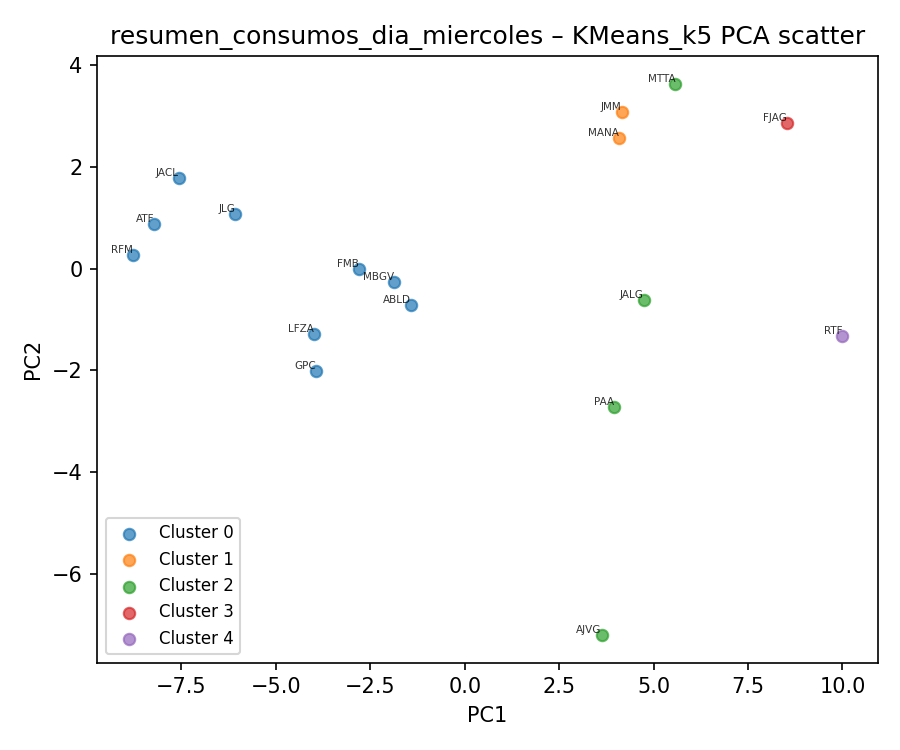 resumen_consumos_dia_miercoles – KMeans_k5 PCA scatter
4
2
0
−2
−4
−6
PC2
MTTA
JMM
FJAG
MANA
JACL
JLG
ATF
RFM
FMB
MBGV
ABLD
JALG
LFZA
RTF
GPC
PAA
AJVG
Cluster 0
Cluster 1
Cluster 2
Cluster 3
Cluster 4
−7.5 −5.0 −2.5 0.0 2.5 5.0 7.5 10.0
PC1